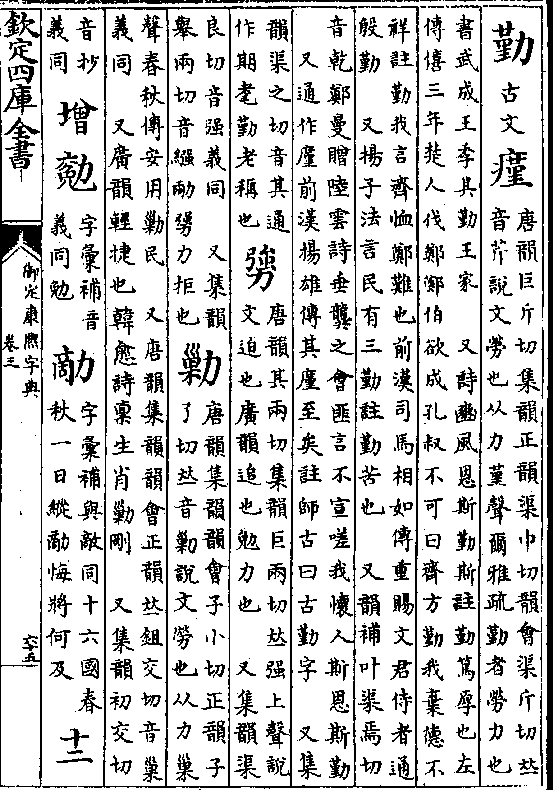 勤 古文 唐韻巨斤切集韻正韻渠巾切韻會渠斤切𠀤
音芹說文勞也从力堇聲爾雅疏勤者勞力也
書武成王季其勤王家 又詩豳風恩斯勤斯註勤篤厚也左
傳僖三年楚人伐鄭鄭伯欲成孔叔不可曰齊方勤我棄德不
祥註勤我言齊恤鄭難也前漢司馬相如傳重賜文君侍者通
殷勤 又揚子法言民有三勤註勤苦也 又韻補叶渠焉切
音乾鄭曼贈陸雲詩垂龔之會匪言不宣嗟我懷人斯恩斯勤
又通作廑前漢揚雄傳其廑至矣註師古曰古勤字 又集
韻渠之切音其通
作期耄勤老稱也
勥 唐韻其兩切集韻巨兩切𠀤强上聲說
文迫也廣韻迫也勉力也 又集韻渠
良切音强義同 又集韻
舉兩切音繈勥力拒也
勦 唐韻集韻韻會子小切正韻子
了切𠀤音剿說文勞也从力巢
聲春秋傳安用勦民 又唐韻集韻韻會正韻𠀤鉏交切音巢
義同 又廣韻輕捷也韓愈詩稟生肖勦剛 又集韻初交切
音抄
義同
增 字彙補音
義同勉
字彙補與敵同十六國春
秋一日縱悔將何及
十二
欽定四庫全書
御定康熙字典
卷三
六十五